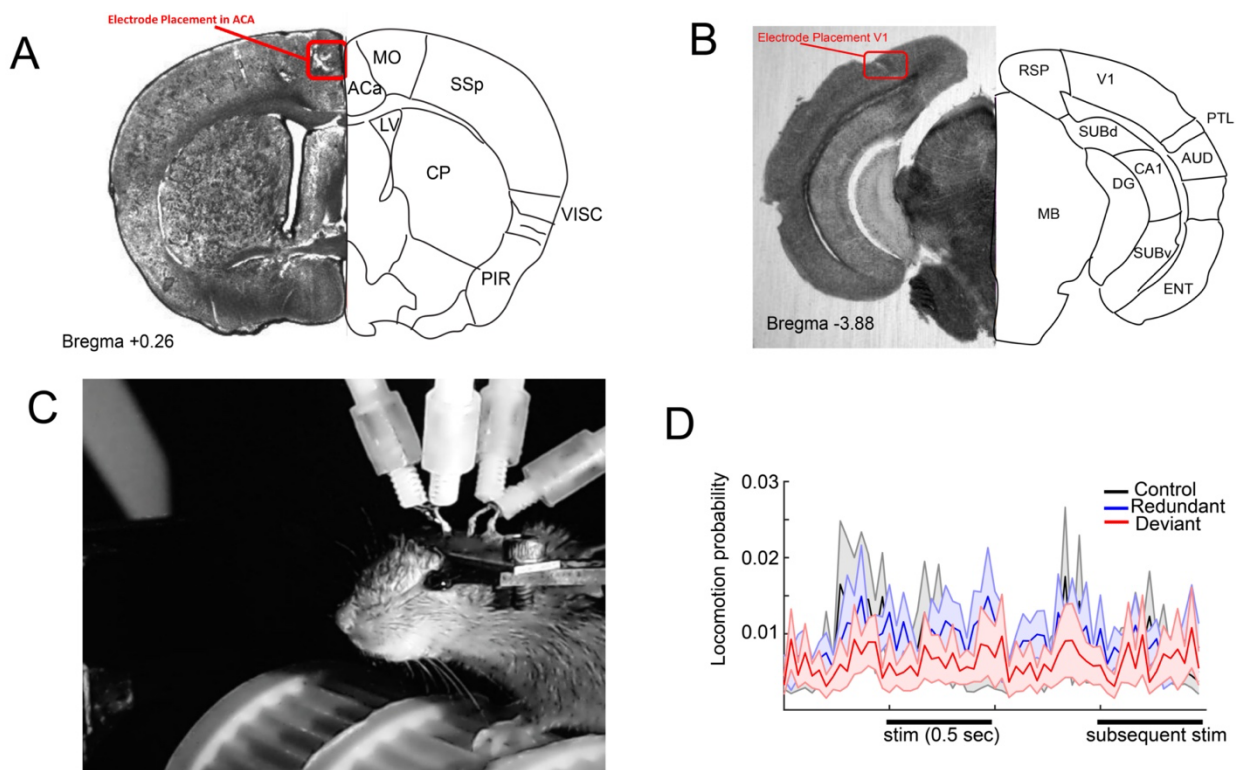 A
Electrode Placement in ACA
MO
ACa
SSp
LV
CP
VISC
PIR
Bregma +0.26
B
Electrode Placement V1
RSP
V1
PTL
SUBd
AUD
CA1
DG
MB
SUBv
ENT
Bregma -3.88
C
D
Locomotion probability
0.03
0.02
0.01
Control
Redundant
Deviant
stim (0.5 sec)
subsequent stim